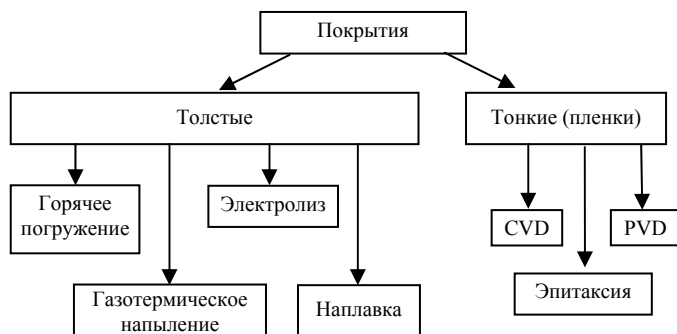 Покрытия
Толстые
Тонкие (пленки)
Горячее
погружение
Электролиз
CVD
PVD
Газотермическое
напыление
Наплавка
Эпитаксия